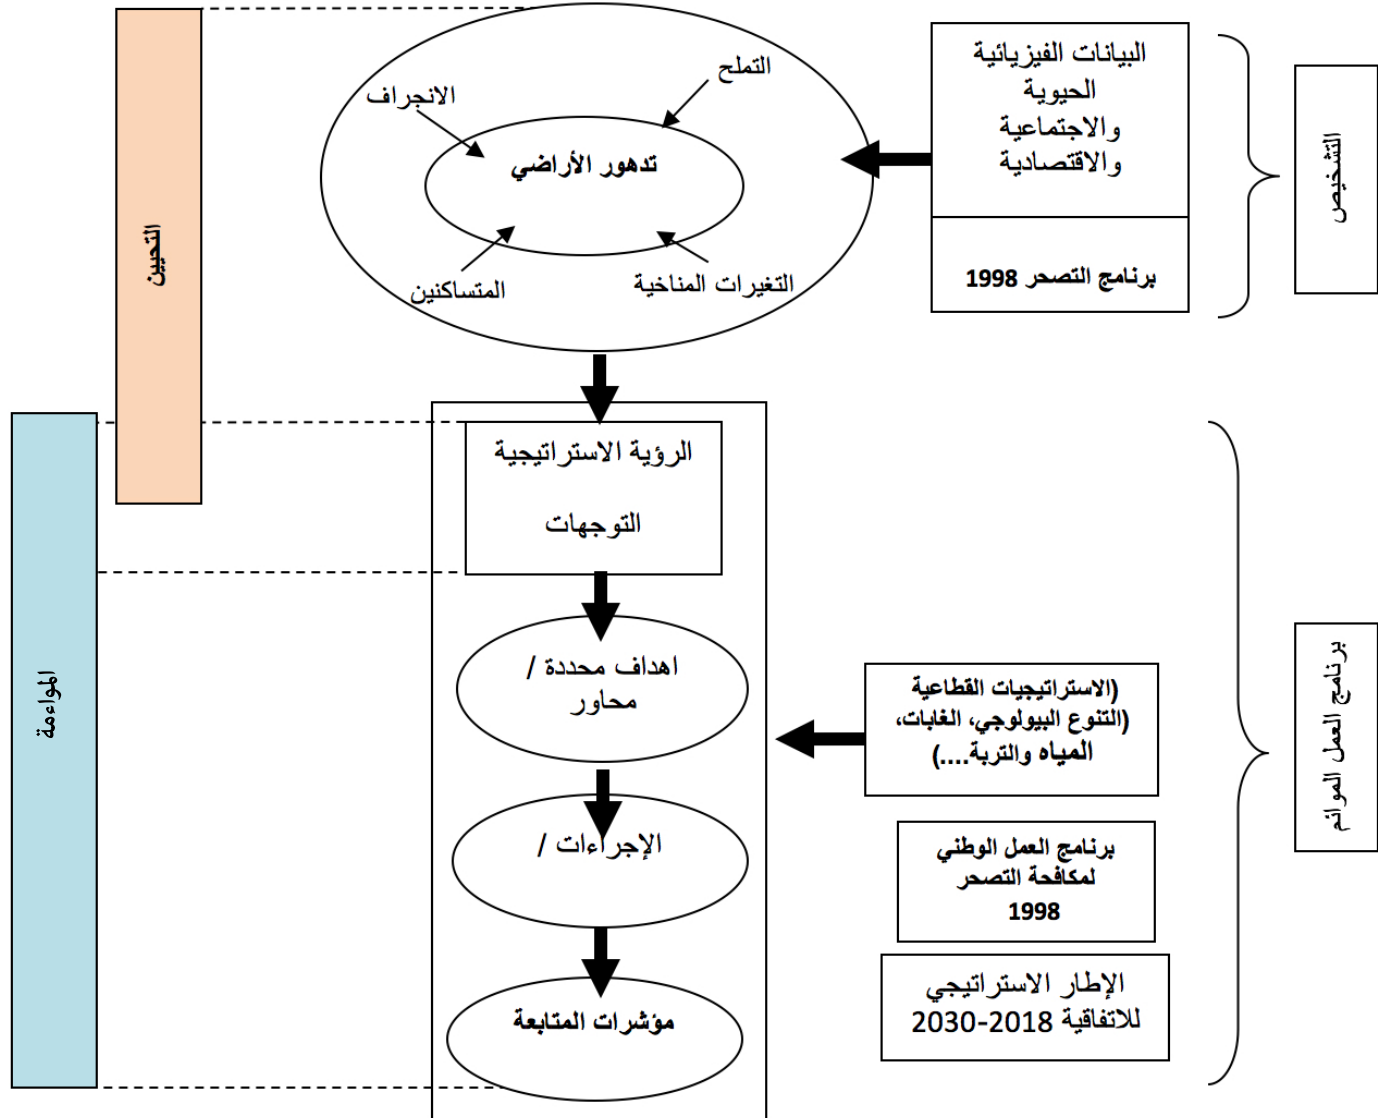 البيانات الفيزيائية
الحيوية
والاجتماعية
والاقتصادية
برنامج التصحر 1998
التشخيص
التملح
الانجراف
تدهور الأراضي
التغيرات المناخية
المتساكنين
التحيين
الرؤية الاستراتيجية
التوجهات
اهداف محددة /
محاور
الإجراءات /
مؤشرات المتابعة
(الاستراتيجيات القطاعية
(التنوع البيولوجي، الغابات،
المياه والتربة....)
برنامج العمل الوطني
لمكافحة التصحر
1998
الإطار الاستراتيجي
للاتفاقية 2018-2030
برنامج العمل الموائم
المواءمة